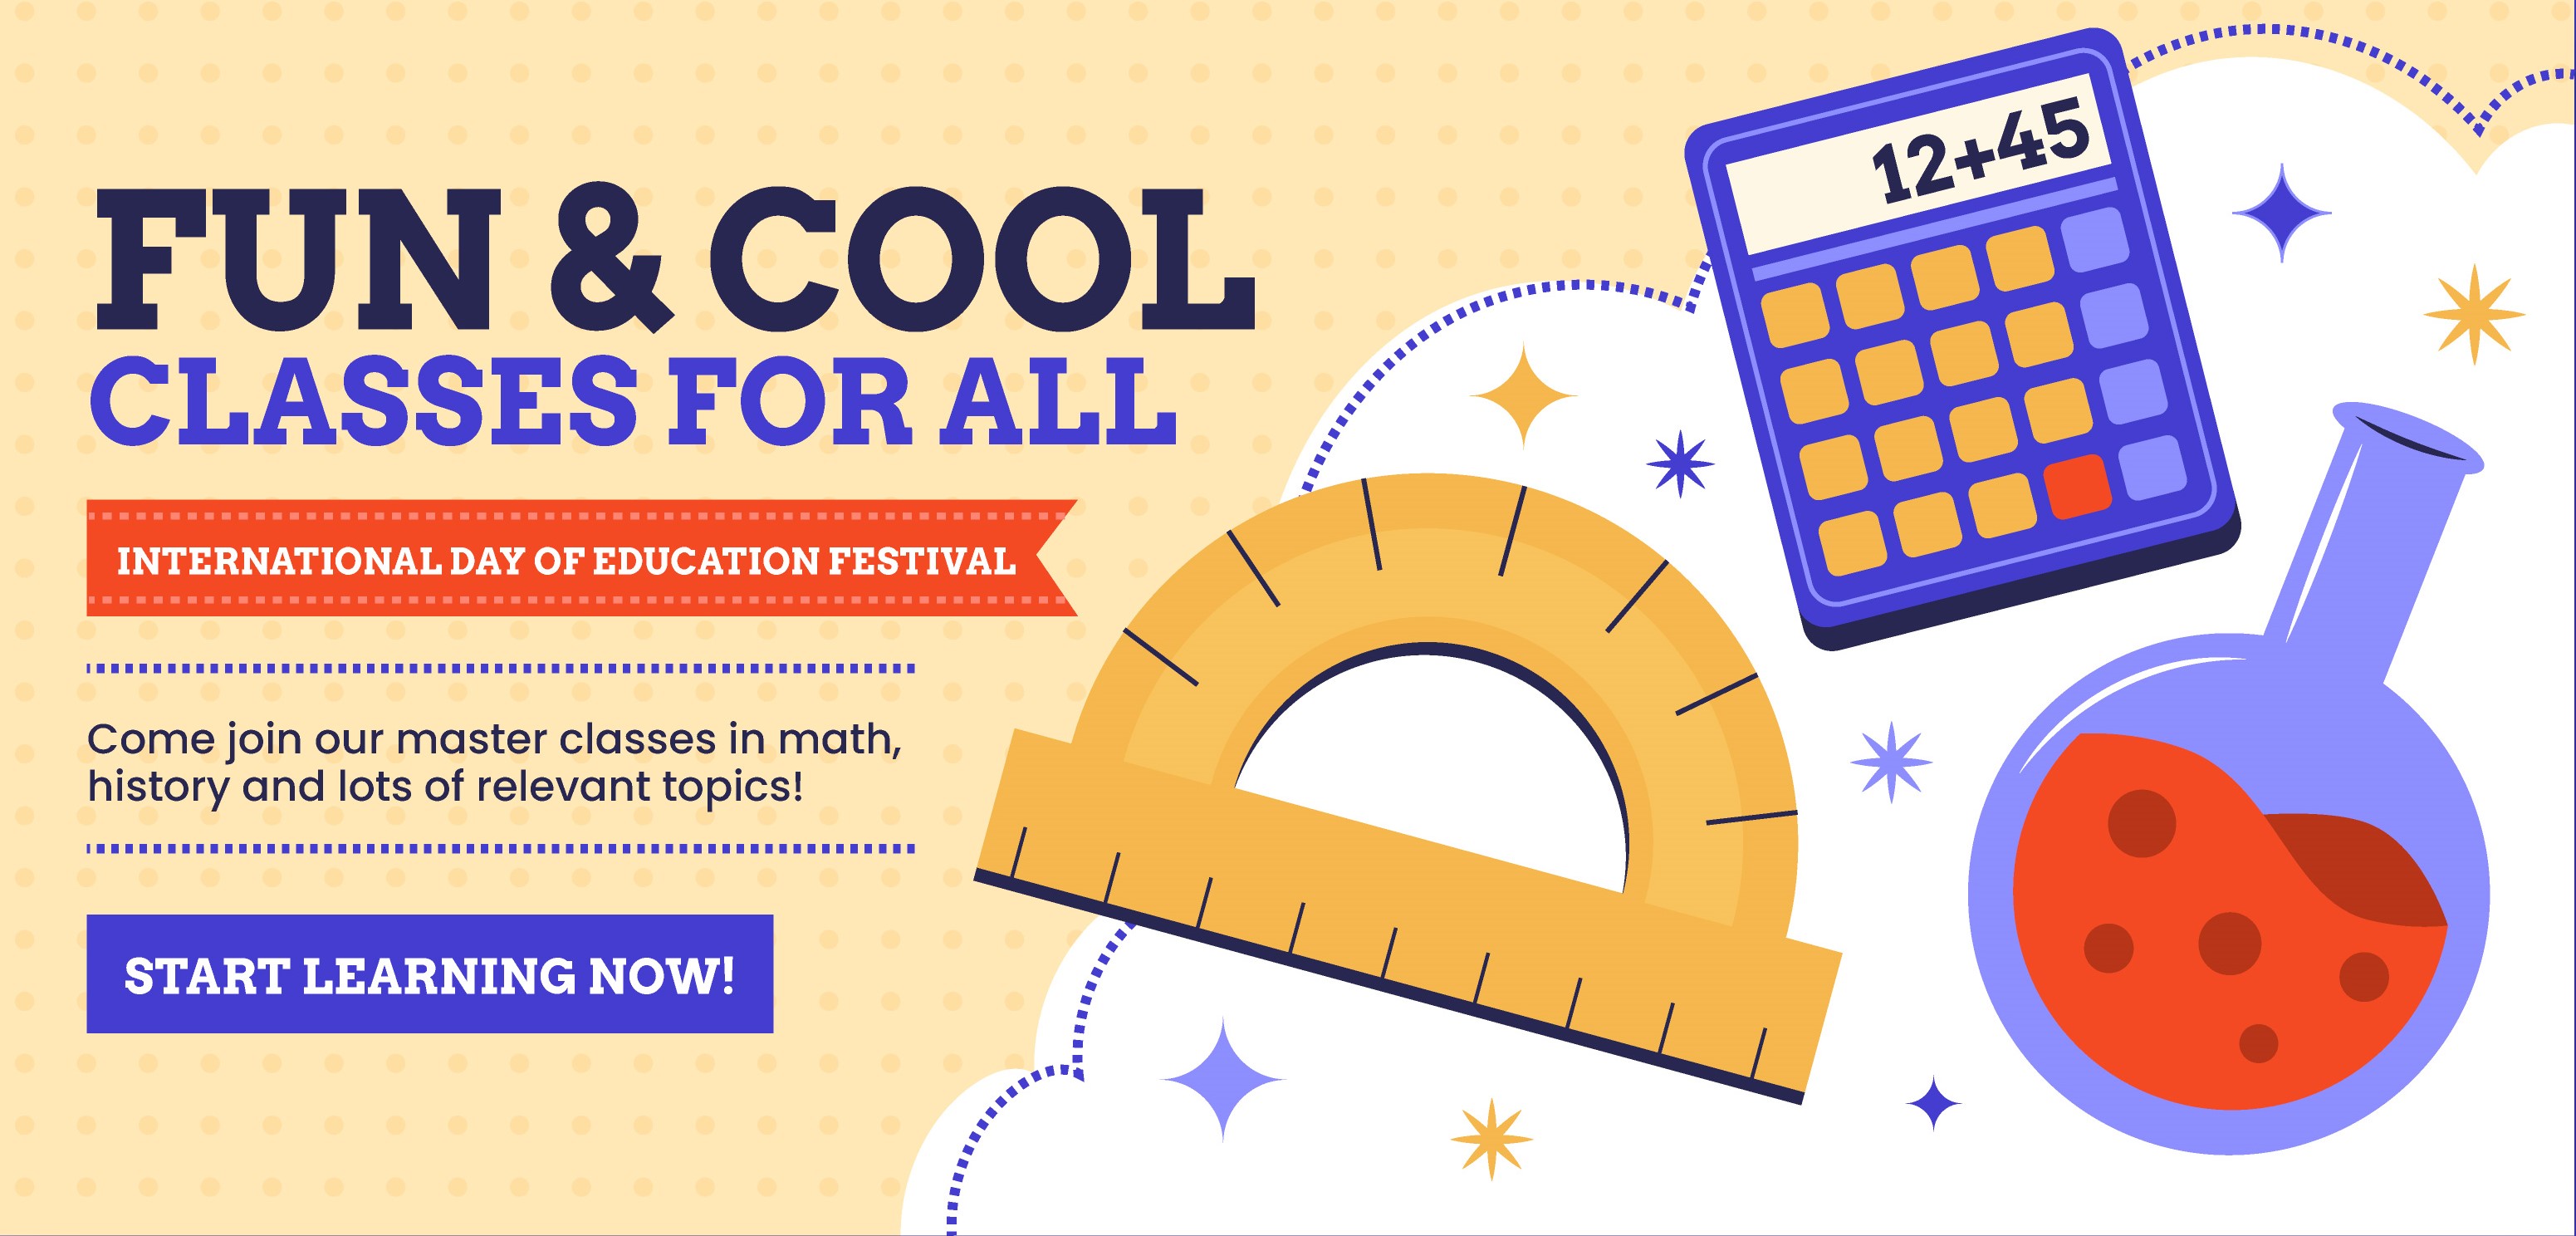 FUN & COOL
CLASSES FOR ALL
INTERNATIONAL DAY OF EDUCATION FESTIVAL
Come join our master classes in math,
history and lots of relevant topics!
START LEARNING NOW!
12+45